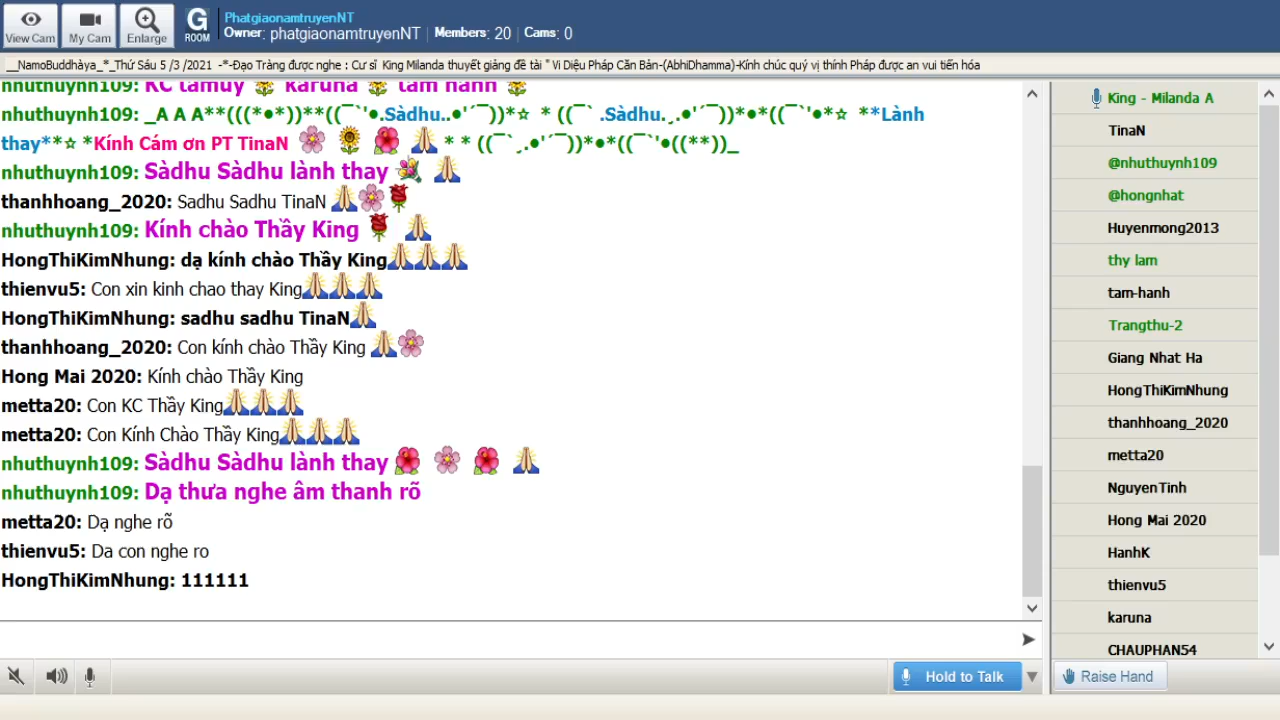 View Cam
My Cam
Enlarge
G
ROOM
PhatgiaonamtruyenNT
Owner: phatgiaonamtruyenNT | Members: 20 | Cams: 0
__NamoBuddhàya_*_Thứ Sáu 5 /3 /2021 -*-Đạo Tràng được nghe : Cư sĩ King Milanda thuyết giảng đề tài " Vi Diệu Pháp Căn Bản-(AbhiDhamma)-Kính chúc quý vị thính Pháp được an vui tiến hóa
nhuthuynh109: KC tamuy karuna tam hanh
nhuthuynh109: _A A A**(((*•*))**((¯`'•.Sàdhu..•'´¯))*☆ * ((¯` .Sàdhu.¸.•'´¯))*•*((¯`'•*☆ **Lành
thay**☆ *Kính Cám ơn PT TinaN 🌸 🌻 🌺 🙏 * * ((¯`¸.•'´¯))*•*((¯`'•((**))_
nhuthuynh109: Sàdhu Sàdhu lành thay
thanhhoang_2020: Sadhu Sadhu TinaN
nhuthuynh109: Kính chào Thầy King
HongThiKimNhung: dạ kính chào Thầy King
thienvu5: Con xin kinh chao thay King
HongThiKimNhung: sadhu sadhu TinaN
thanhhoang_2020: Con kính chào Thầy King
Hong Mai 2020: Kính chào Thầy King
metta20: Con KC Thầy King
metta20: Con Kính Chào Thầy King
nhuthuynh109: Sàdhu Sàdhu lành thay
nhuthuynh109: Dạ thưa nghe âm thanh rõ
metta20: Dạ nghe rõ
thienvu5: Da con nghe ro
HongThiKimNhung: 111111
King - Milanda A
TinaN
@nhuthuynh109
@hongnhat
Huyenmong2013
thy lam
tam-hanh
Trangthu-2
Giang Nhat Ha
HongThiKimNhung
thanhhoang_2020
metta20
NguyenTinh
Hong Mai 2020
HanhK
thienvu5
karuna
CHAUPHAN54
Hold to Talk
Raise Hand